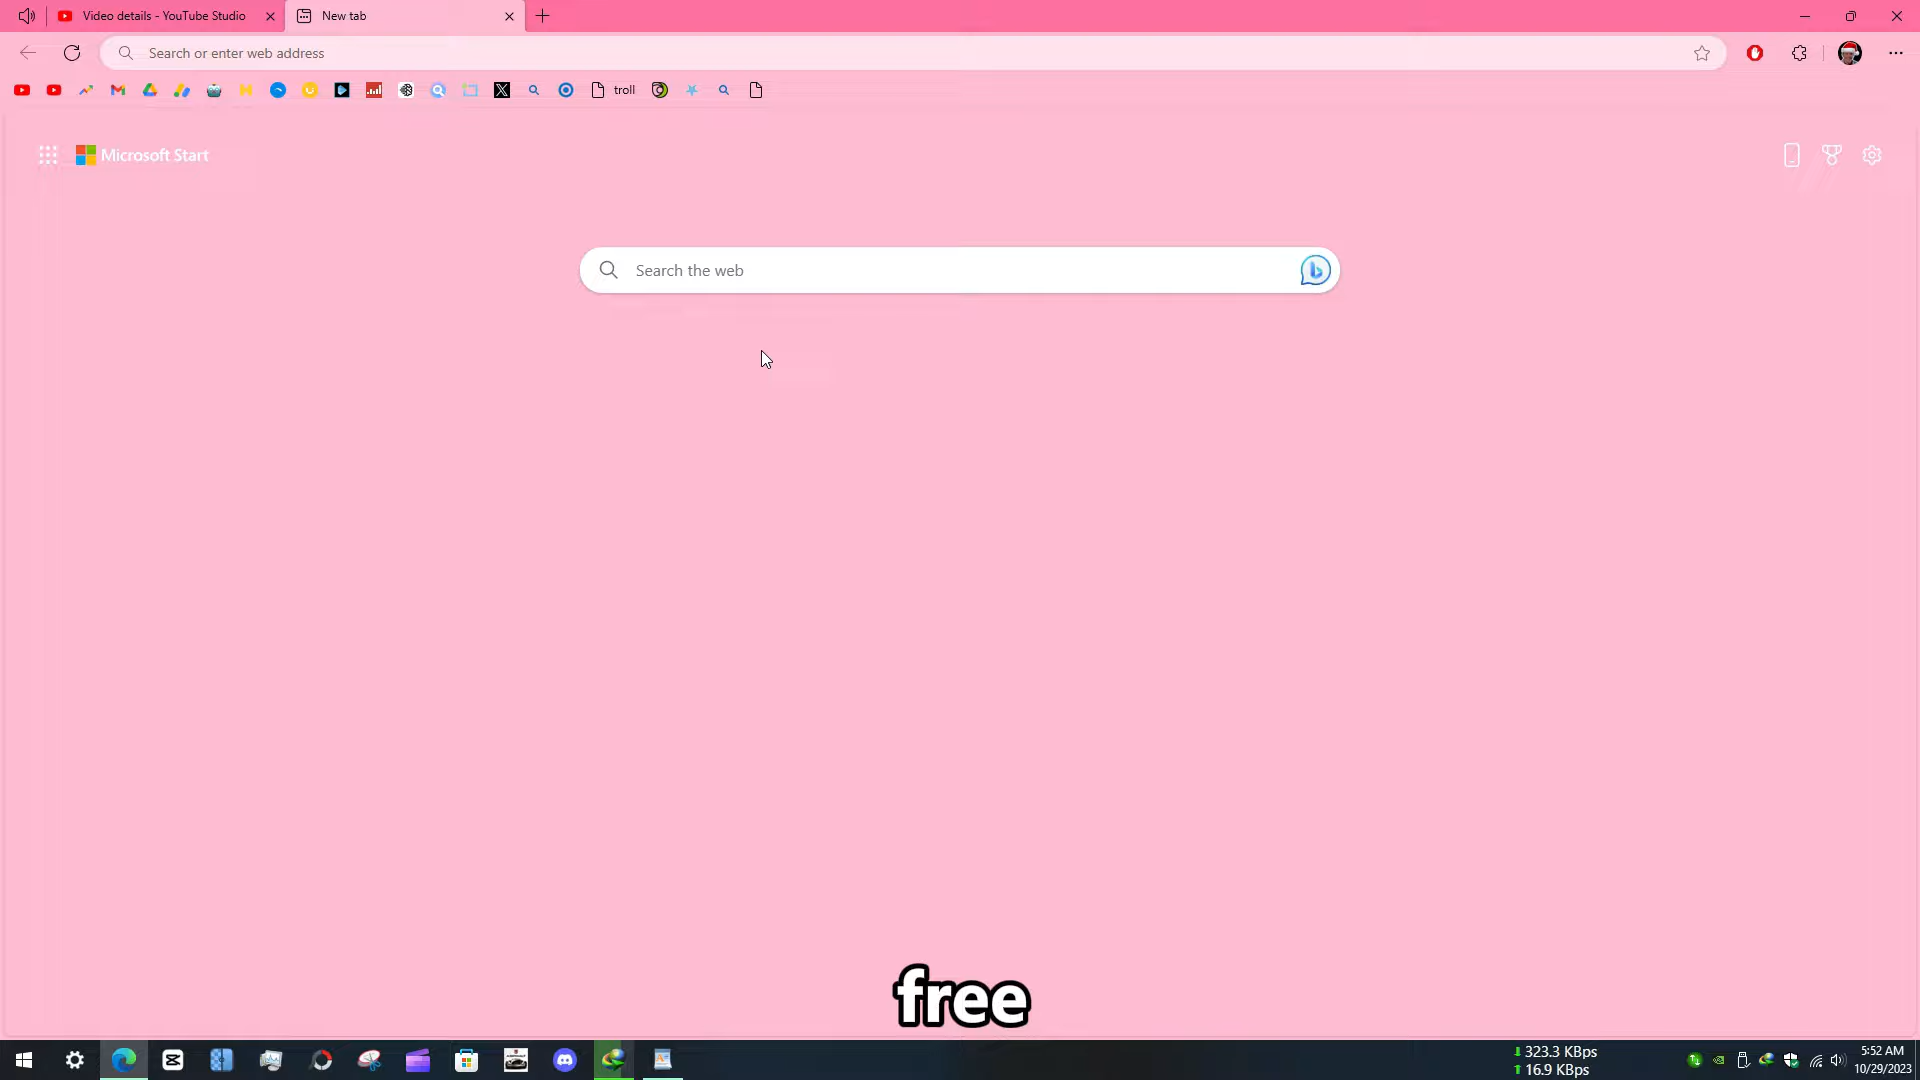 Video details - YouTube Studio
New tab
Search or enter web address
troll
Microsoft Start
Search the web
free
323.3 KBps
16.9 KBps
5:52 AM
10/29/2023